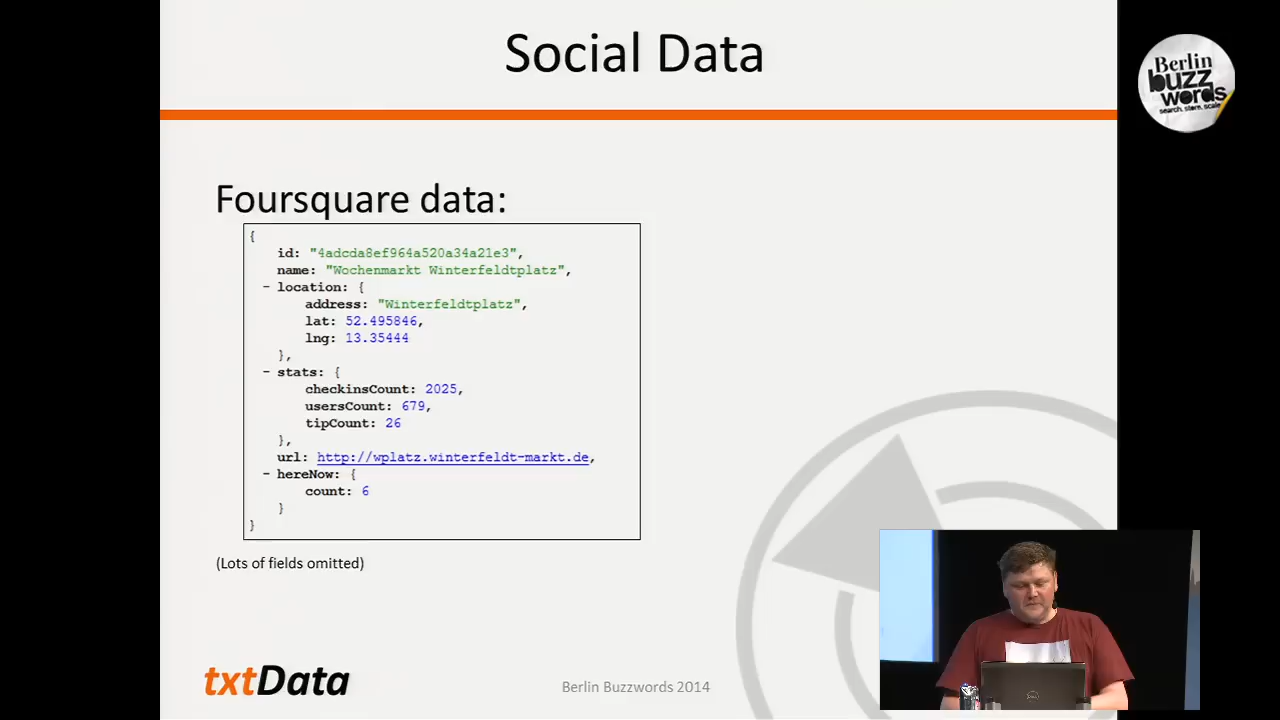 Social Data
Berlin
buzz
words
search. store. scale.
Foursquare data:
{
id: "4adcda8ef964a520a34a21e3",
name: "Wochenmarkt Winterfeldtplatz",
- location: {
address: "Winterfeldtplatz",
lat: 52.495846,
lng: 13.35444
},
- stats: {
checkinsCount: 2025,
usersCount: 679,
tipCount: 26
},
url: http://wplatz.winterfeldt-markt.de,
- hereNow: {
count: 6
}
}
(Lots of fields omitted)
txtData
Berlin Buzzwords 2014